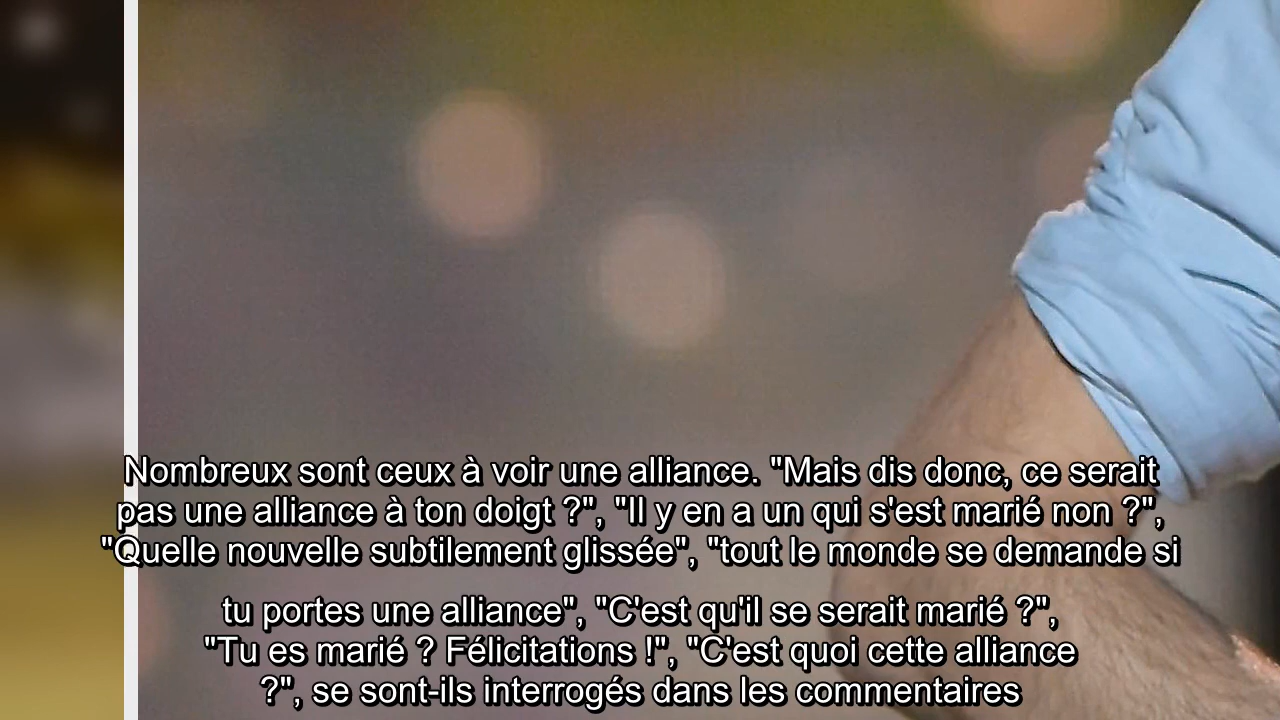 Nombreux sont ceux à voir une alliance. "Mais dis donc, ce serait
pas une alliance à ton doigt ?", "Il y en a un qui s'est marié non ?",
"Quelle nouvelle subtilement glissée", "tout le monde se demande si
tu portes une alliance", "C'est qu'il se serait marié ?",
"Tu es marié ? Félicitations !", "C'est quoi cette alliance
?", se sont-ils interrogés dans les commentaires